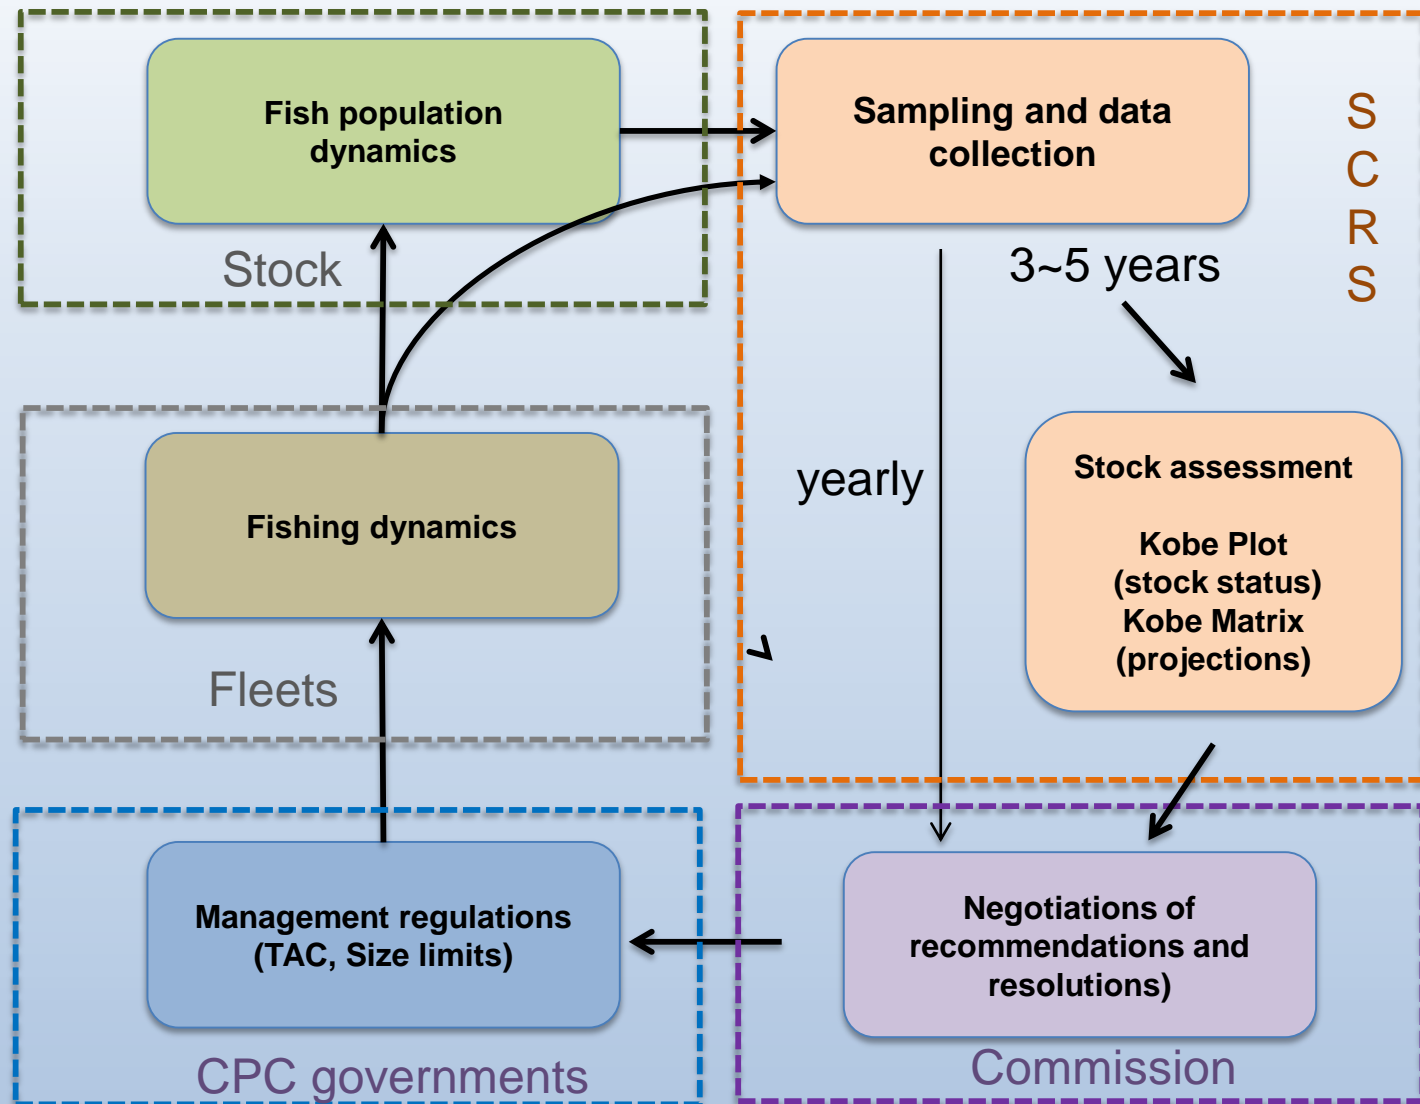 Fish population
dynamics
Stock
Sampling and data
collection
S
C
R
S
3~5 years
yearly
Stock assessment
Kobe Plot
(stock status)
Kobe Matrix
(projections)
Fishing dynamics
Fleets
Management regulations
(TAC, Size limits)
CPC governments
Negotiations of
recommendations and
resolutions)
Commission